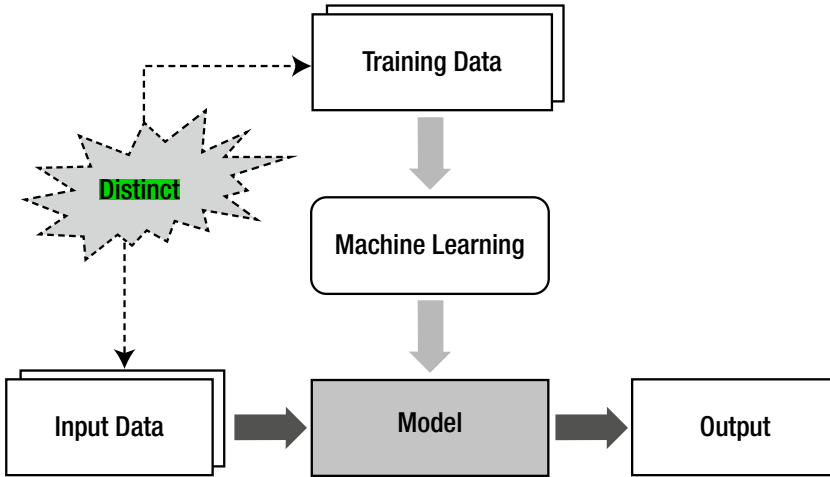 Training Data
Distinct
Machine Learning
Input Data
Model
Output